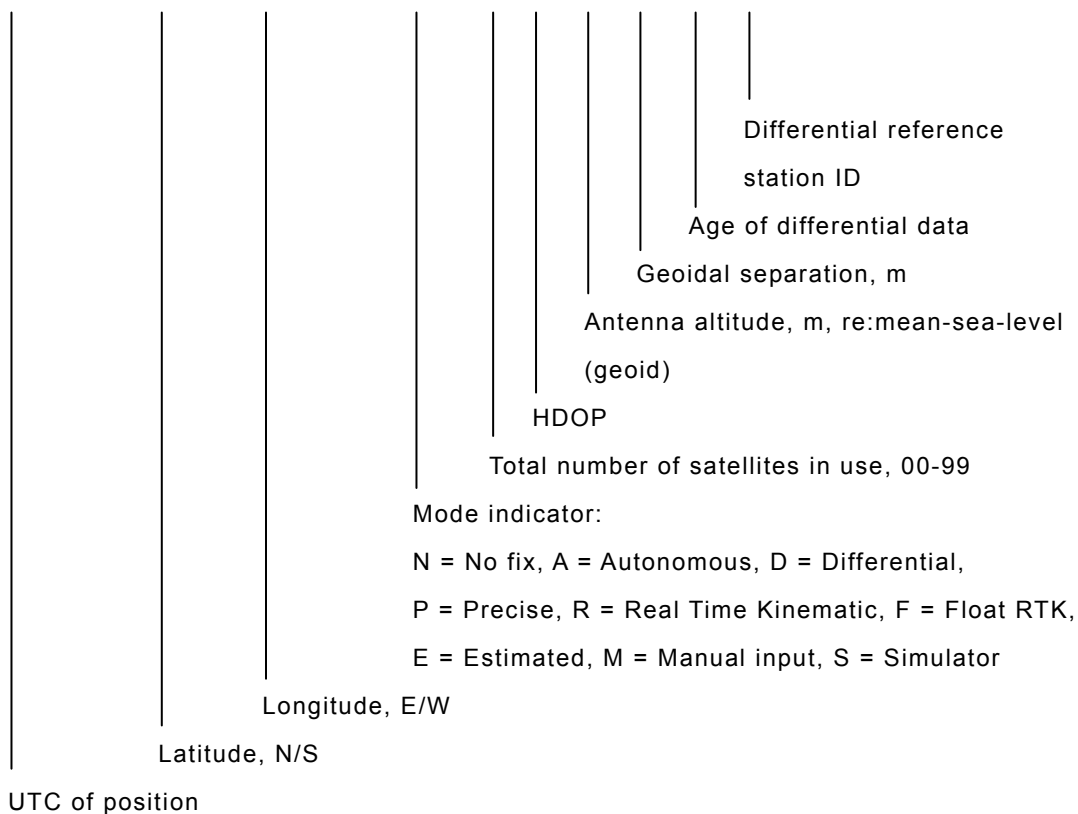 Differential reference
station ID
Age of differential data
Geoidal separation, m
Antenna altitude, m, re:mean-sea-level
(geoid)
HDOP
Total number of satellites in use, 00-99
Mode indicator:
N = No fix, A = Autonomous, D = Differential,
P = Precise, R = Real Time Kinematic, F = Float RTK,
E = Estimated, M = Manual input, S = Simulator
Longitude, E/W
Latitude, N/S
UTC of position